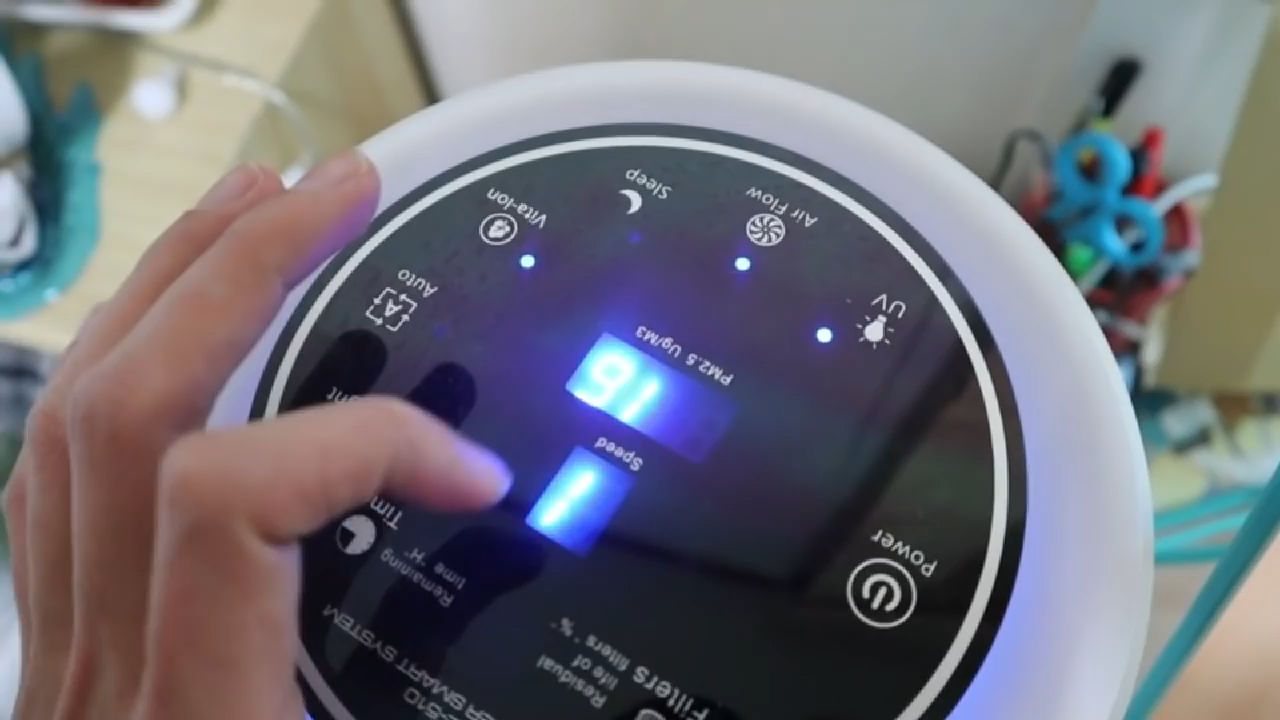 510
SMART SYSTEM
Filters
Residual
life of
filters "%"
Remaining
time "H"
Power
Speed
1
PM2.5 Ug/M3
16
UV
Air Flow
Sleep
Vita-Ion
Auto